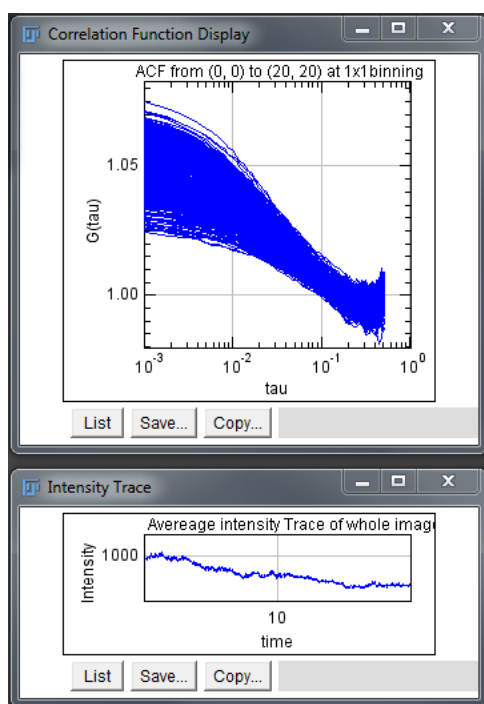 Correlation Function Display
ACF from (0, 0) to (20, 20) at 1x1binning
1.05
1.00
G(tau)
10-3 10-2 10-1 100
tau
List Save... Copy...
Intensity Trace
Avereage intensity Trace of whole imag
1000
Intensity
10
time
List Save... Copy...